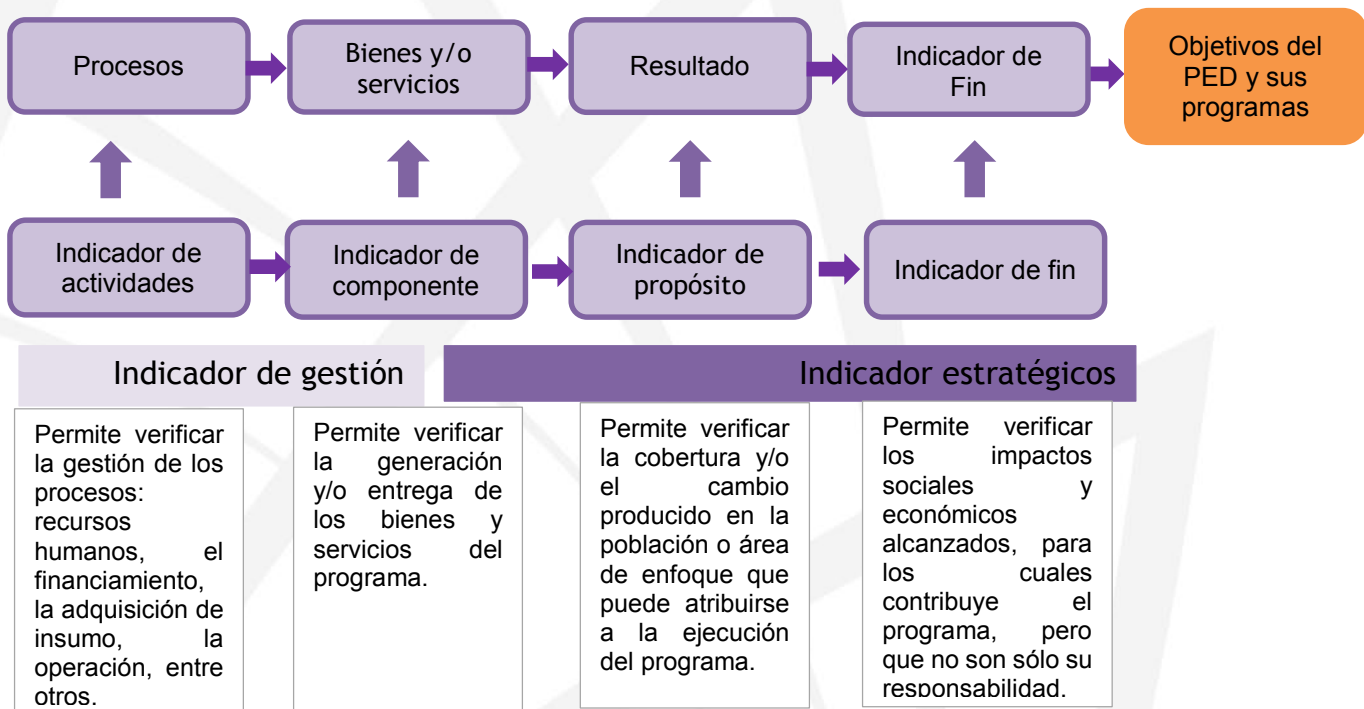 Procesos
Bienes y/o
servicios
Resultado
Indicador de
Fin
Objetivos del
PED y sus
programas
Indicador de
actividades
Indicador de
componente
Indicador de
propósito
Indicador de fin
Indicador de gestión
Indicador estratégicos
Permite verificar
la gestión de los
procesos:
recursos
humanos, el
financiamiento,
la adquisición de
insumo, la
operación, entre
otros.
Permite verificar
la generación
y/o entrega de
los bienes y
servicios del
programa.
Permite verificar
la cobertura y/o
el cambio
producido en la
población o área
de enfoque que
puede atribuirse
a la ejecución
del programa.
Permite verificar
los impactos
sociales y
económicos
alcanzados, para
los cuales
contribuye el
programa, pero
que no son sólo su
responsabilidad.